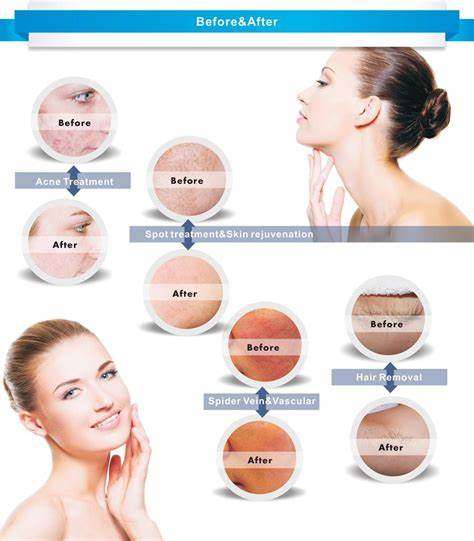 Before&After
Before
Acne Treatment
After
Before
Spot treatment&Skin rejuvenation
After
Before
Spider Vein&Vascular
After
Before
Hair Removal
After